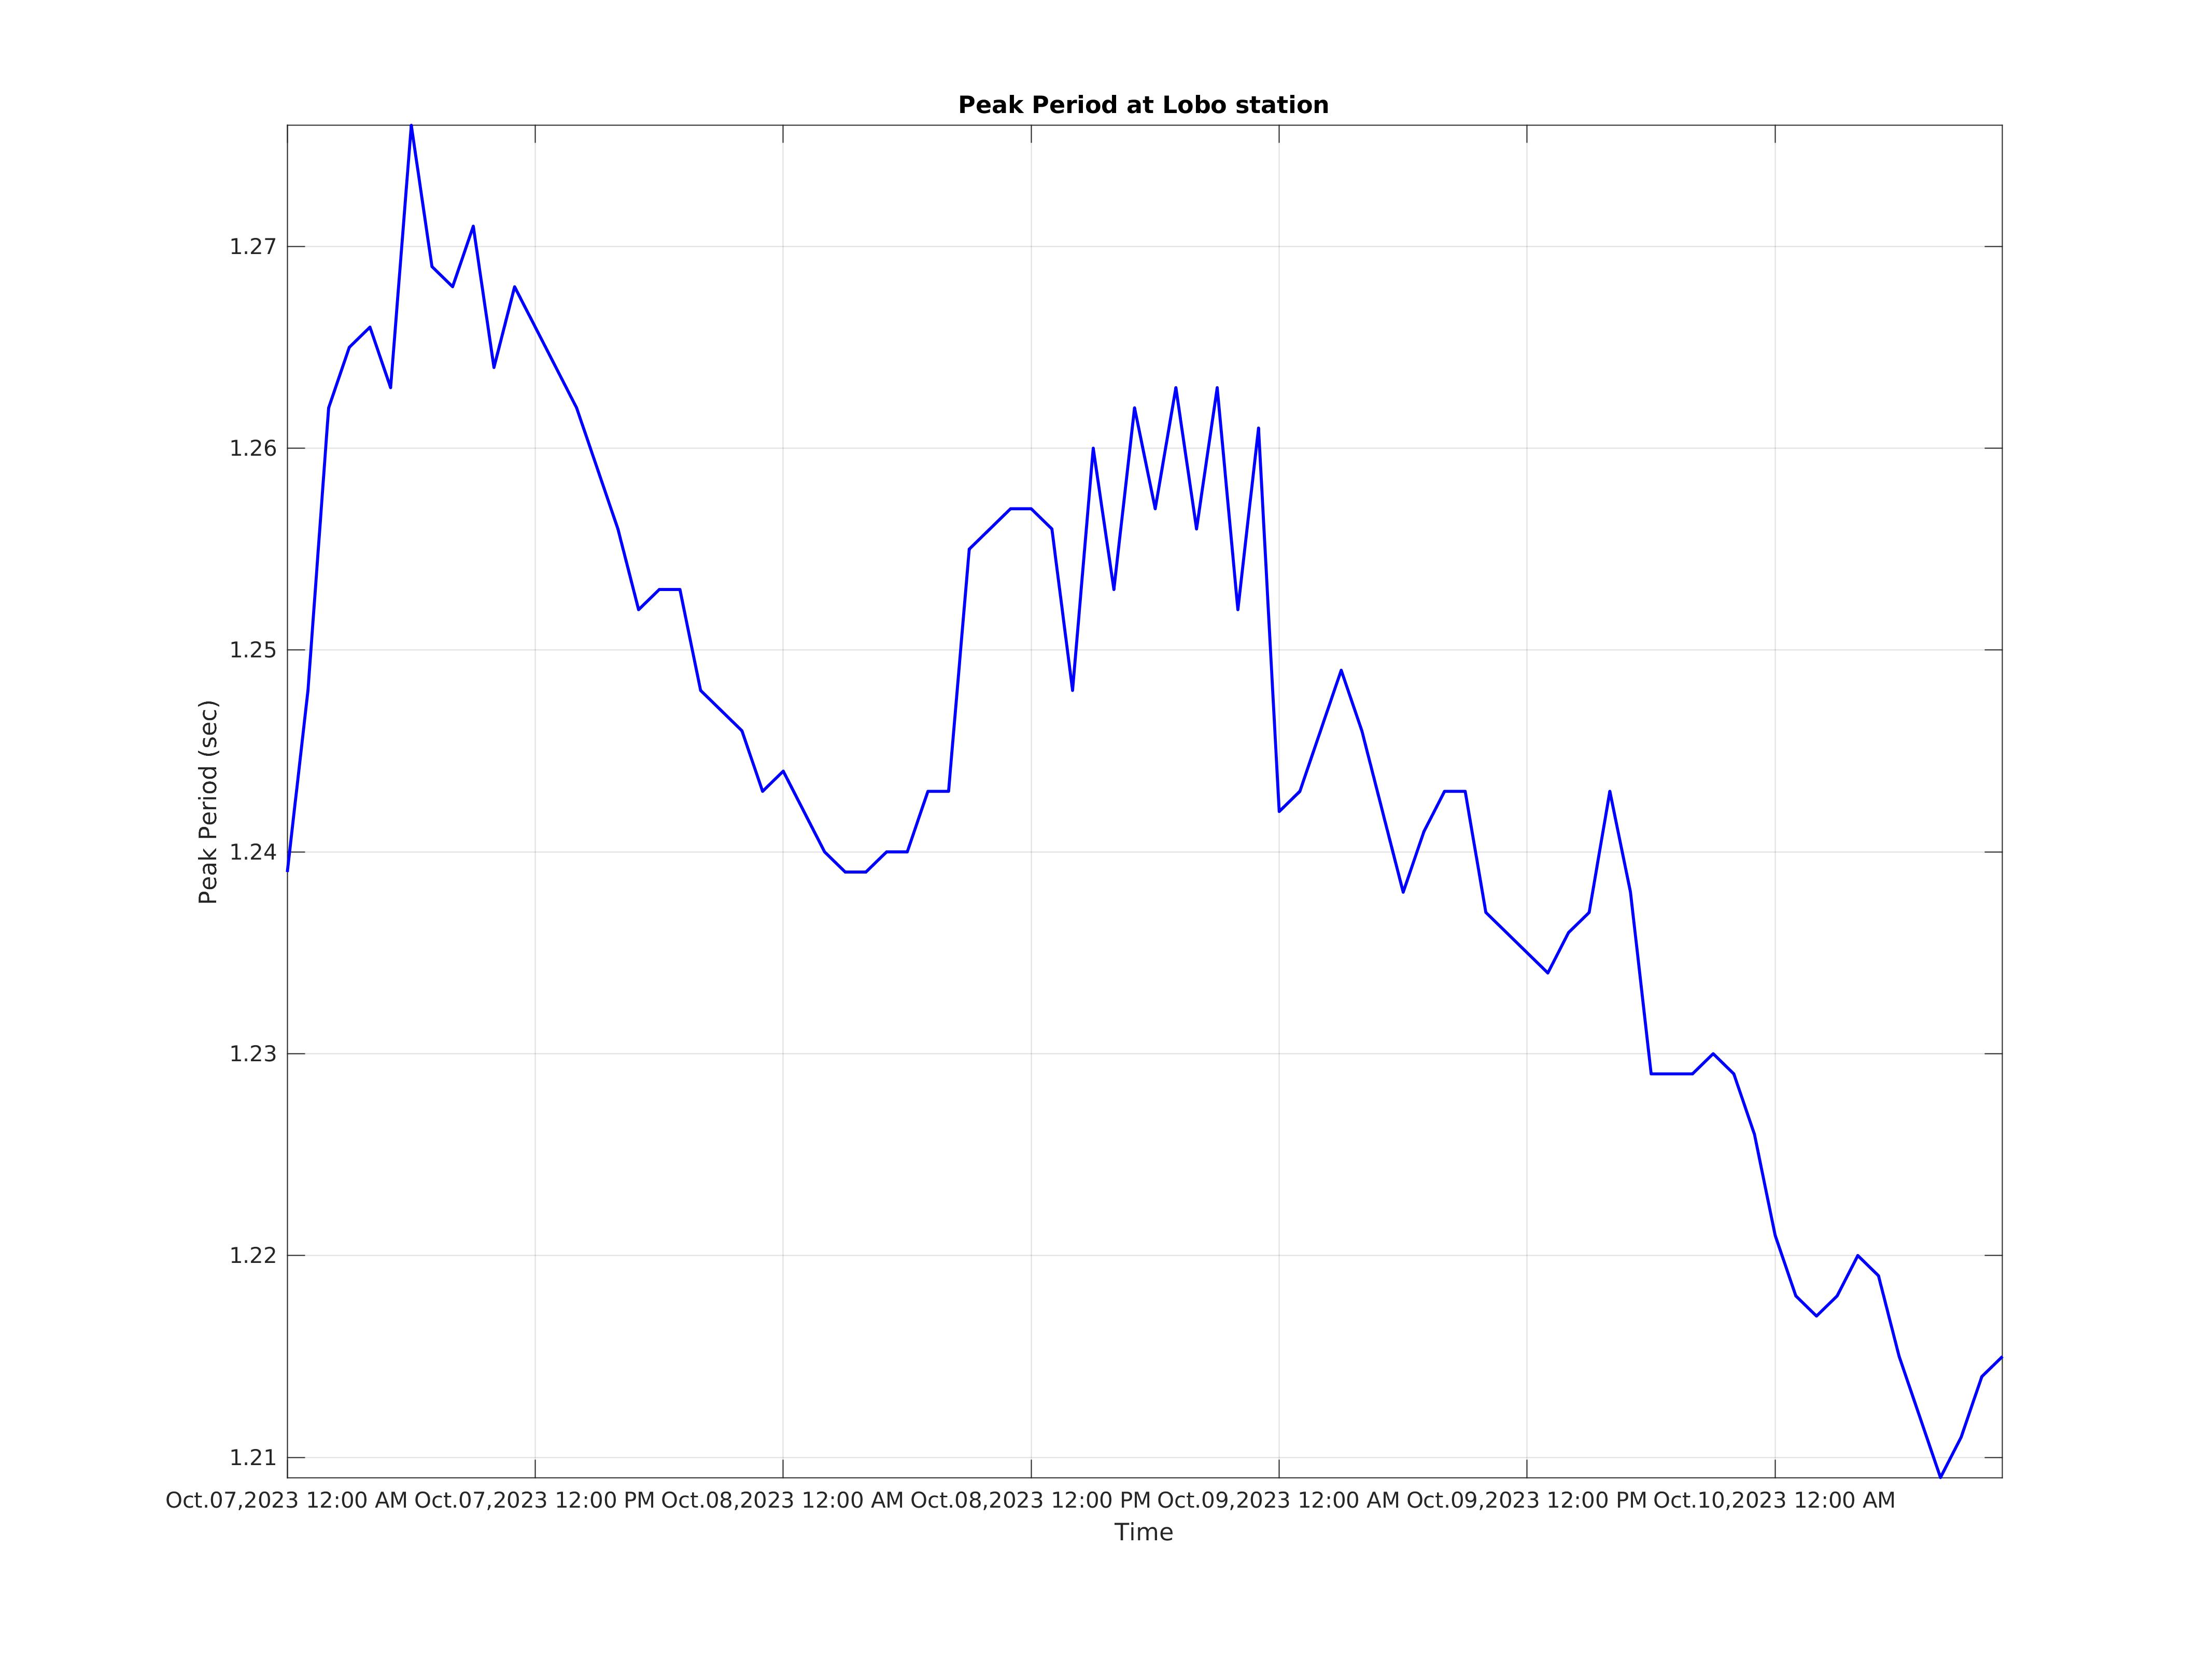 Peak Period at Lobo station
1.27
1.26
1.25
1.24
1.23
1.22
1.21
Peak Period (sec)
Oct.07,2023 12:00 AM Oct.07,2023 12:00 PM Oct.08,2023 12:00 AM Oct.08,2023 12:00 PM Oct.09,2023 12:00 AM Oct.09,2023 12:00 PM Oct.10,2023 12:00 AM
Time